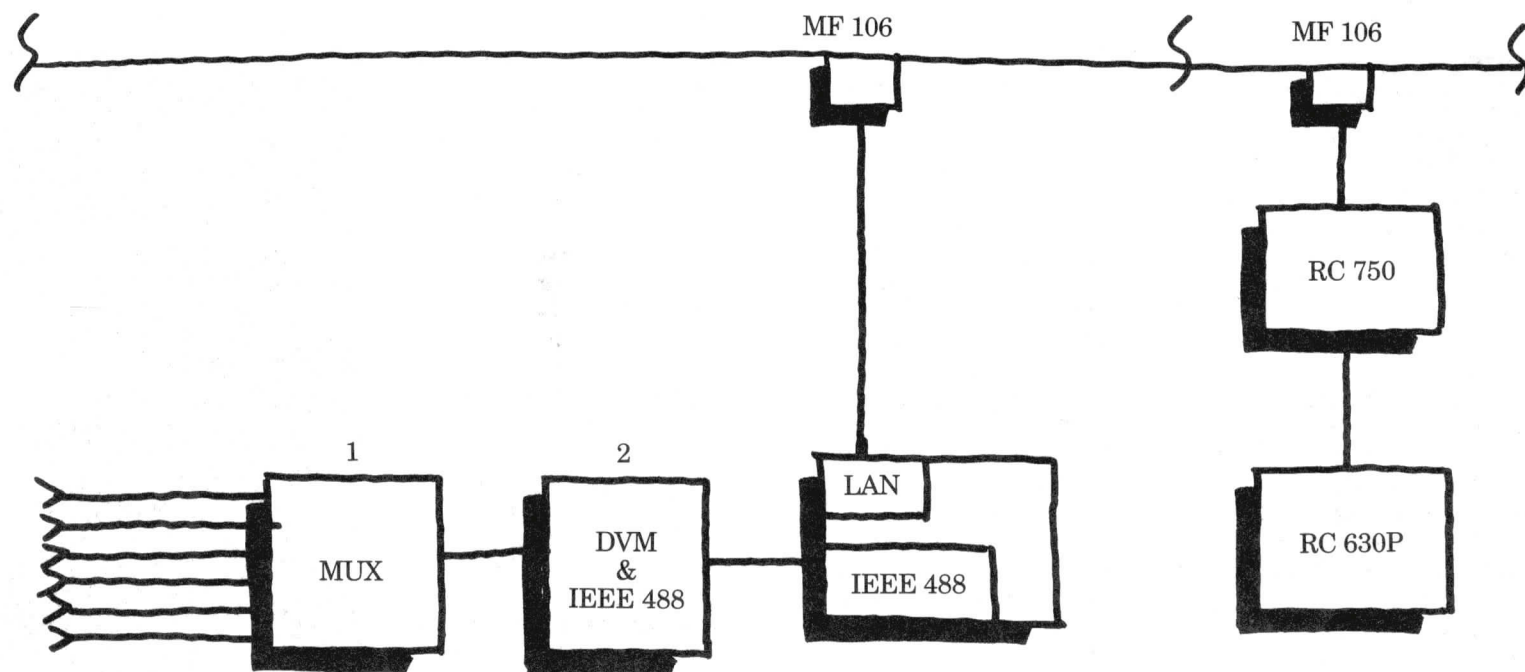 MF 106
MF 106
RC 750
1
2
LAN
MUX
DVM
&
IEEE 488
IEEE 488
RC 630P